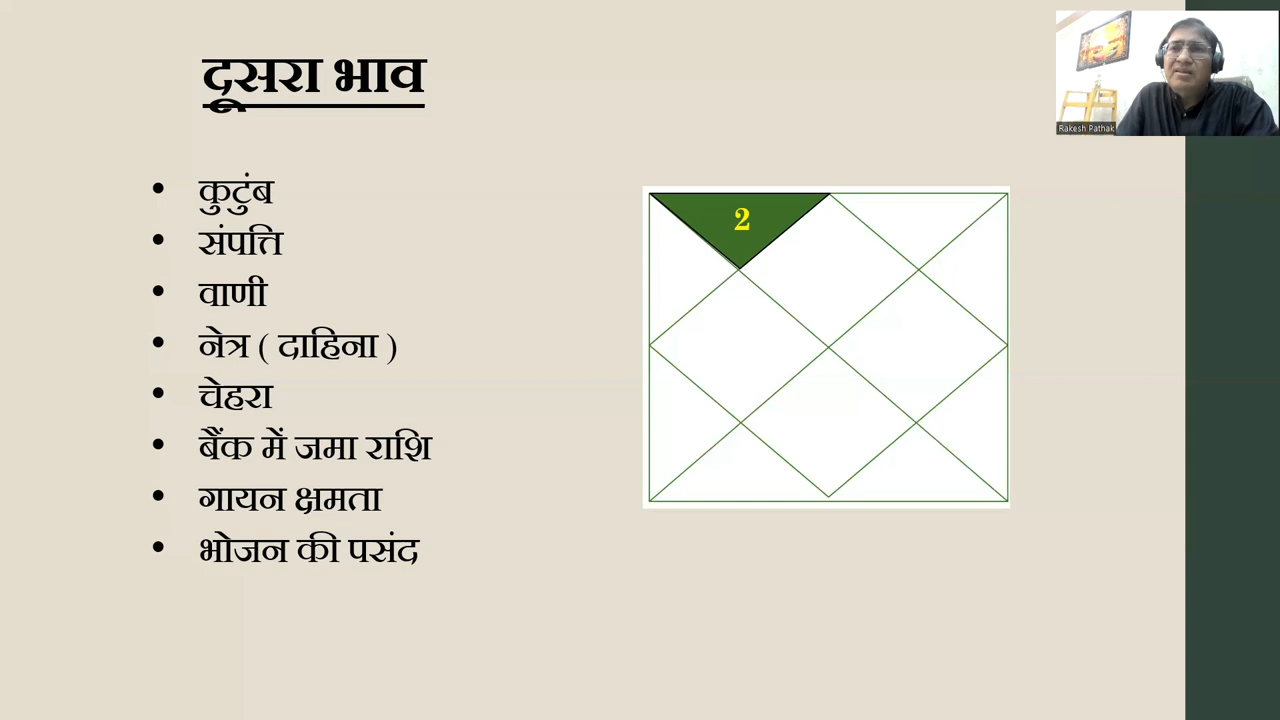 दूसरा भाव
• कुटुंब
• संपत्ति
• वाणी
• नेत्र ( दाहिना )
• चेहरा
• बैंक में जमा राशि
• गायन क्षमता
• भोजन की पसंद
2
Rakesh Pathak